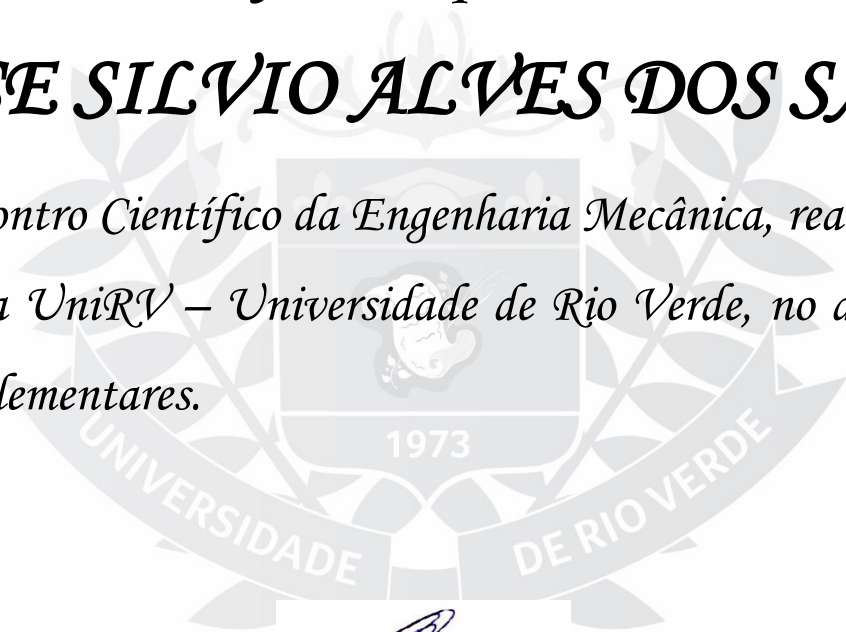 SE SILVIO ALVES DOS SA
ontro Científico da Engenharia Mecânica, rea
a UniRV – Universidade de Rio Verde, no d
lementares.
1973
UNIVERSIDADE DE RIO VERDE